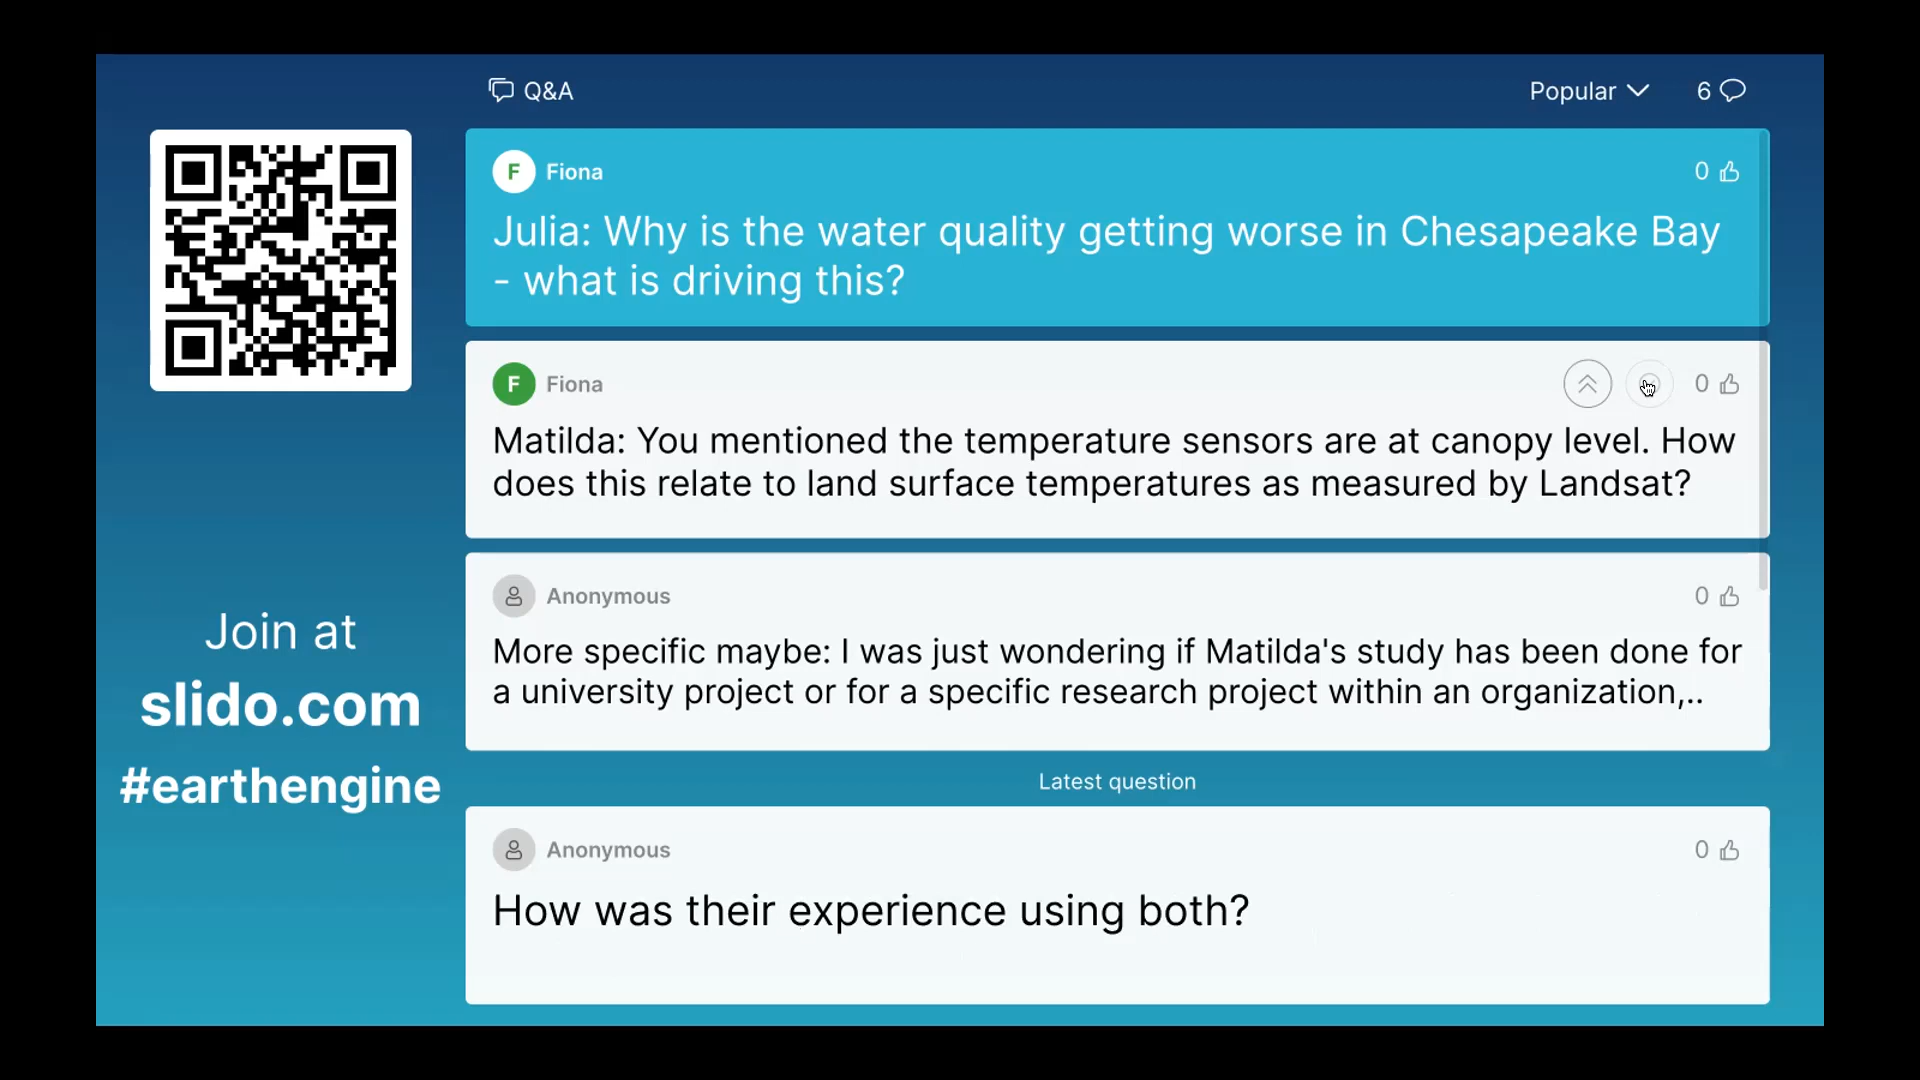 Q&A
Popular
6
F Fiona
0
Julia: Why is the water quality getting worse in Chesapeake Bay
- what is driving this?
F Fiona
0
Matilda: You mentioned the temperature sensors are at canopy level. How
does this relate to land surface temperatures as measured by Landsat?
Anonymous
0
More specific maybe: I was just wondering if Matilda's study has been done for
a university project or for a specific research project within an organization,..
Latest question
Anonymous
0
How was their experience using both?
Join at
slido.com
#earthengine